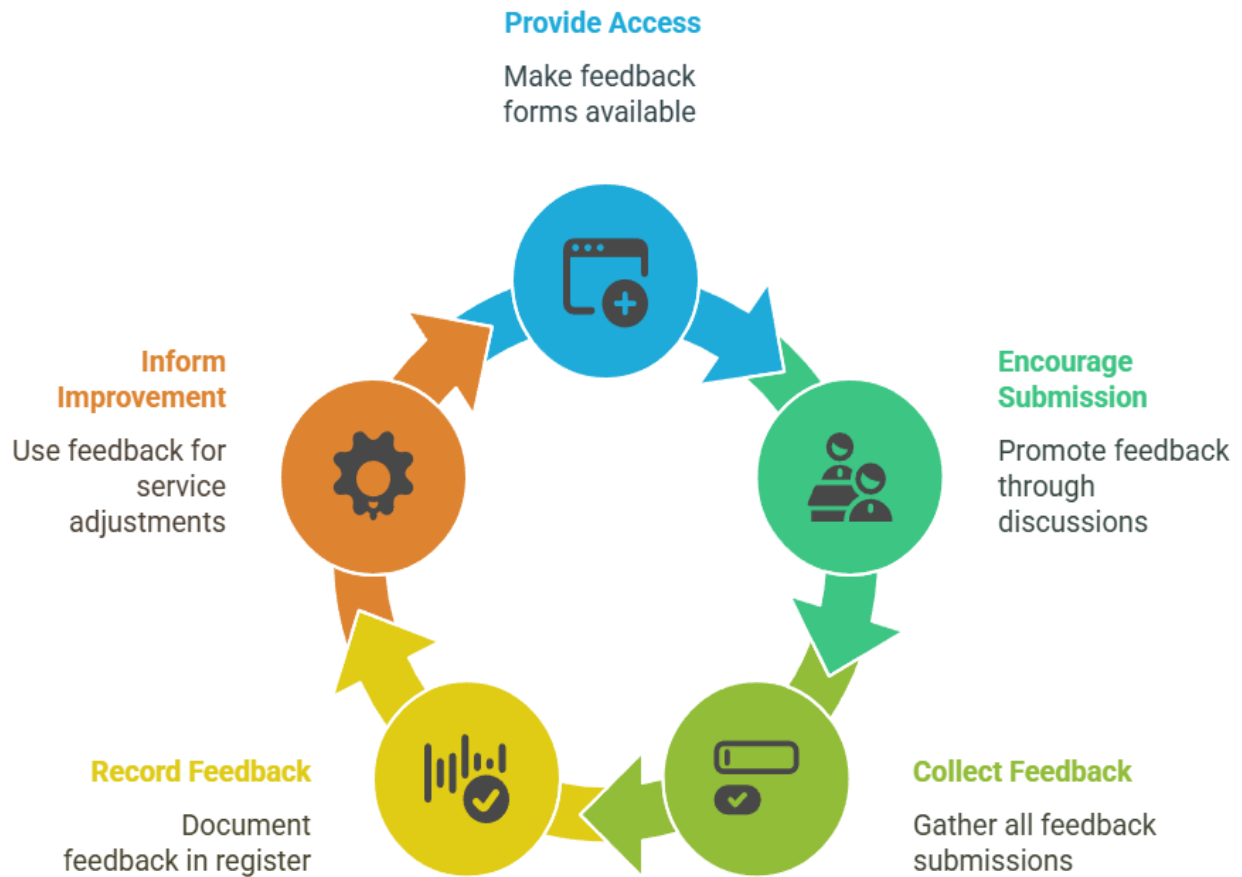 Provide Access
Make feedback
forms available
Encourage
Submission
Promote feedback
through
discussions
Collect Feedback
Gather all feedback
submissions
Record Feedback
Document
feedback in register
Inform
Improvement
Use feedback for
service
adjustments